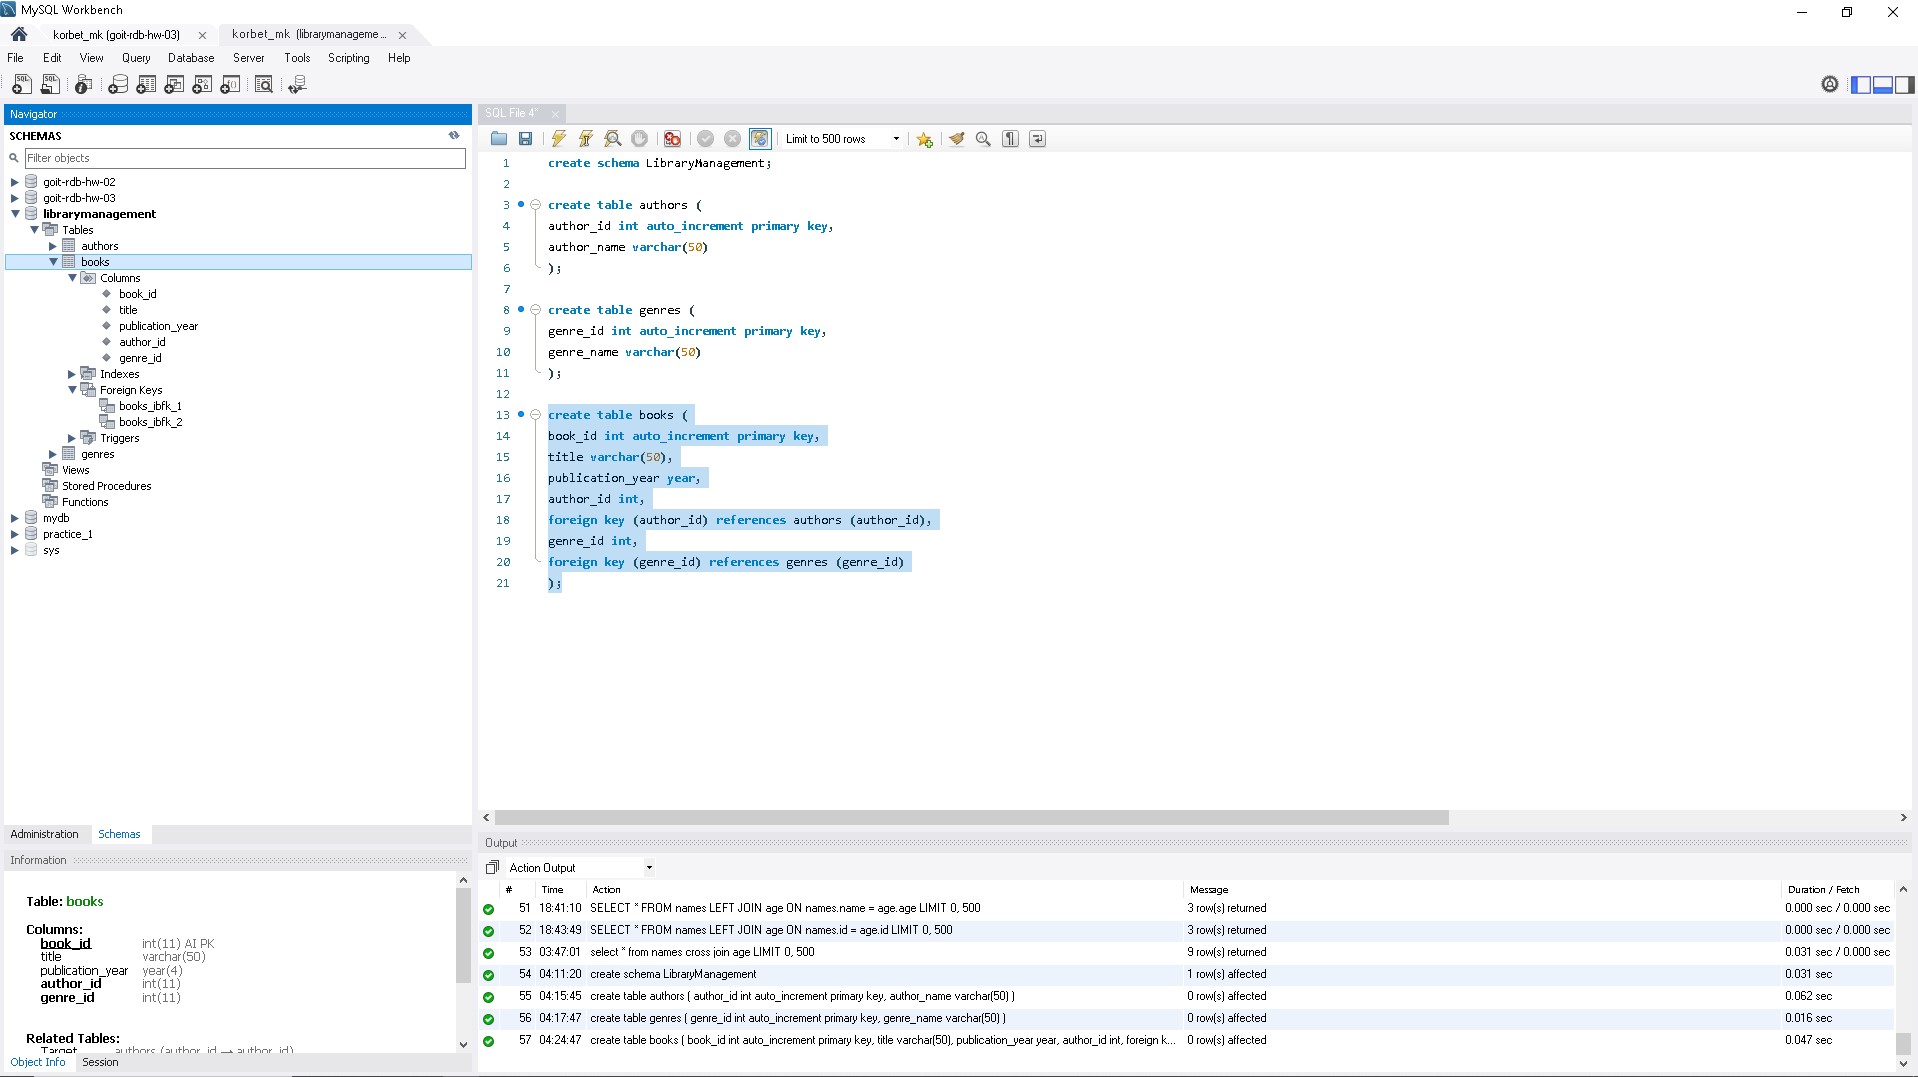 MySQL Workbench
korbet_mk (goit-rdb-hw-03)
korbet_mk (librarymanageme...
File Edit View Query Database Server Tools Scripting Help
Navigator
SCHEMAS
Filter objects
goit-rdb-hw-02
goit-rdb-hw-03
librarymanagement
Tables
authors
books
Columns
book_id
title
publication_year
author_id
genre_id
Indexes
Foreign Keys
books_ibfk_1
books_ibfk_2
Triggers
genres
Views
Stored Procedures
Functions
mydb
practice_1
sys
Administration Schemas
Information
Table: books
Columns:
book_id int(11) AI PK
title varchar(50)
publication_year year(4)
author_id int(11)
genre_id int(11)
Related Tables:
Target authors (author_id → author_id)
Object Info Session
SQL File 4*
Limit to 500 rows
1 create schema LibraryManagement;
2
3 create table authors (
4 author_id int auto_increment primary key,
5 author_name varchar(50)
6 );
7
8 create table genres (
9 genre_id int auto_increment primary key,
10 genre_name varchar(50)
11 );
12
13 create table books (
14 book_id int auto_increment primary key,
15 title varchar(50),
16 publication_year year,
17 author_id int,
18 foreign key (author_id) references authors (author_id),
19 genre_id int,
20 foreign key (genre_id) references genres (genre_id)
21 );
Output
Action Output
# Time Action Message Duration / Fetch
51 18:41:10 SELECT * FROM names LEFT JOIN age ON names.name = age.age LIMIT 0, 500 3 row(s) returned 0.000 sec / 0.000 sec
52 18:43:49 SELECT * FROM names LEFT JOIN age ON names.id = age.id LIMIT 0, 500 3 row(s) returned 0.000 sec / 0.000 sec
53 03:47:01 select * from names cross join age LIMIT 0, 500 9 row(s) returned 0.031 sec / 0.000 sec
54 04:11:20 create schema LibraryManagement 1 row(s) affected 0.031 sec
55 04:15:45 create table authors ( author_id int auto_increment primary key, author_name varchar(50) ) 0 row(s) affected 0.062 sec
56 04:17:47 create table genres ( genre_id int auto_increment primary key, genre_name varchar(50) ) 0 row(s) affected 0.016 sec
57 04:24:47 create table books ( book_id int auto_increment primary key, title varchar(50), publication_year year, author_id int, foreign k... 0 row(s) affected 0.047 sec